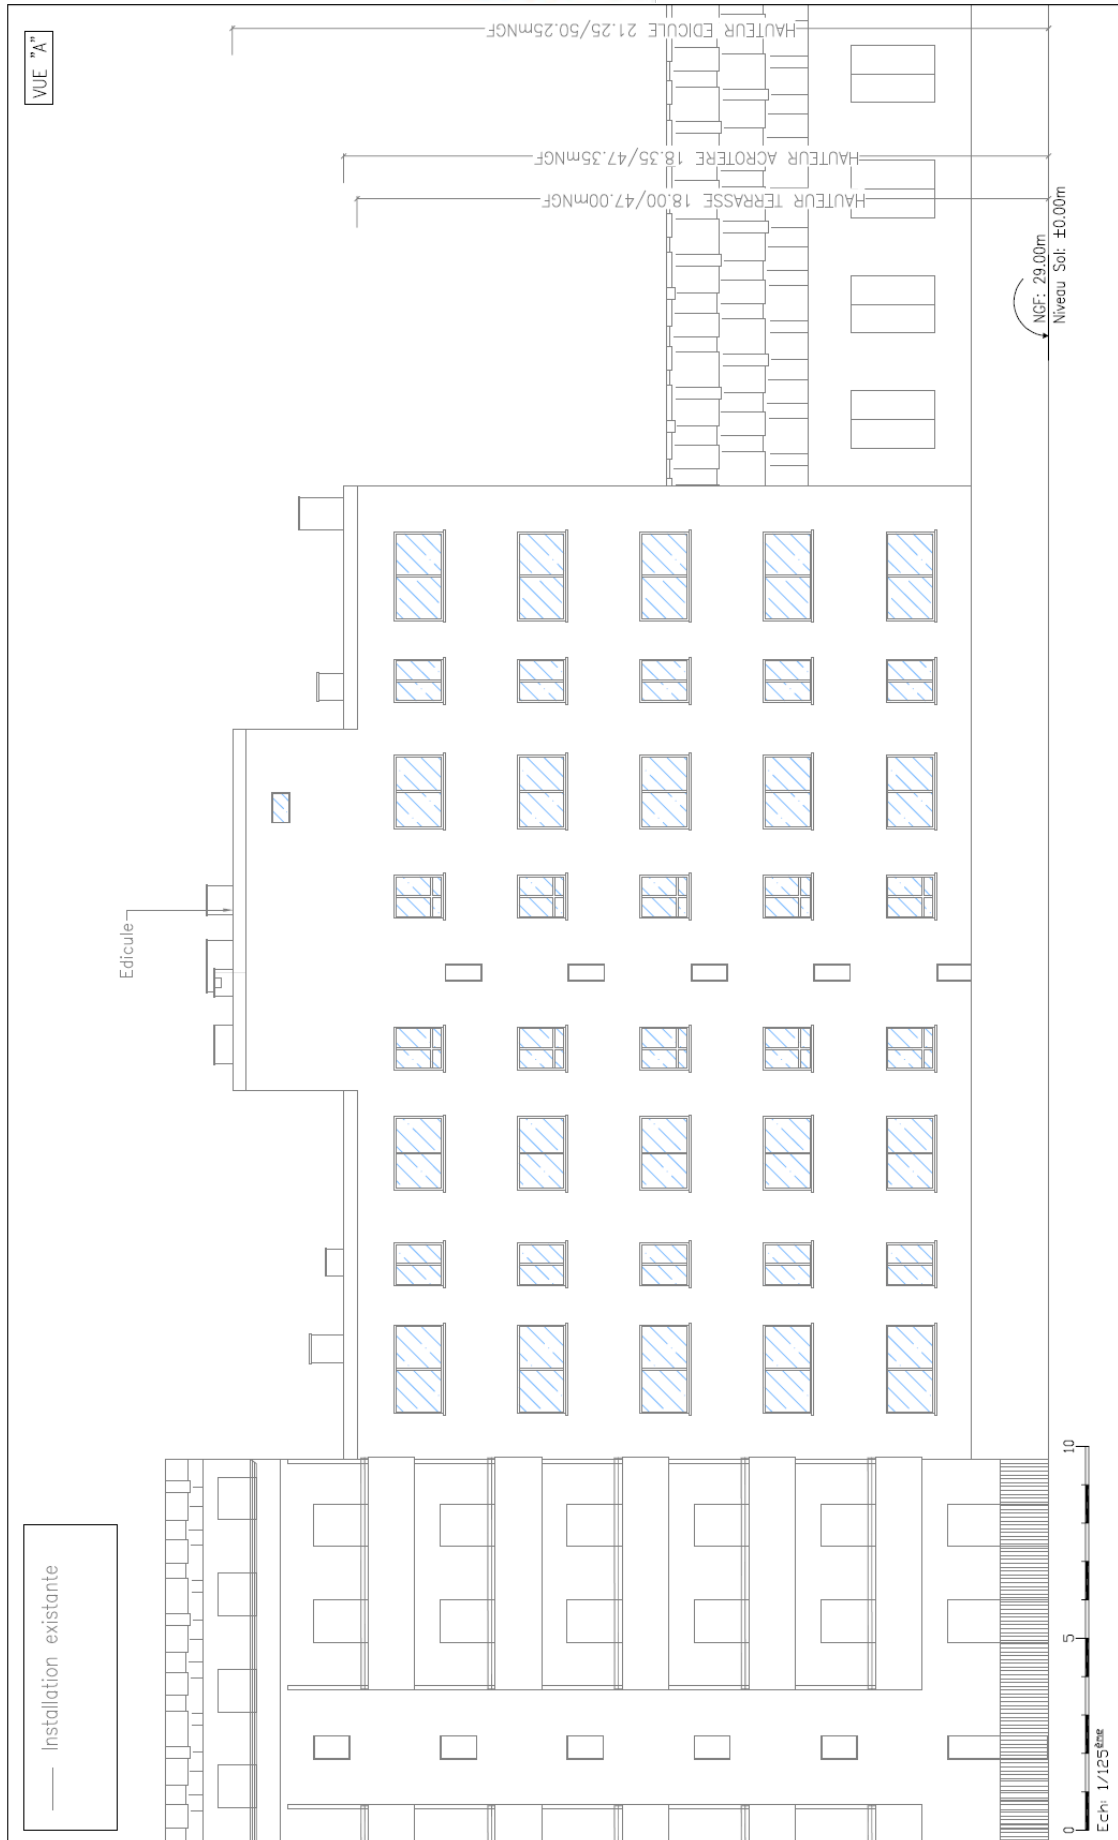 VUE "A"
HAUTEUR EDICULE 21.25/50.25mNGF
HAUTEUR ACROTERE 18.35/47.35mNGF
HAUTEUR TERRASSE 18.00/47.00mNGF
NGF: 29.00m
Niveau Sol: ±0.00m
Edicule
Installation existante
0 5 10
Ech: 1/125ème